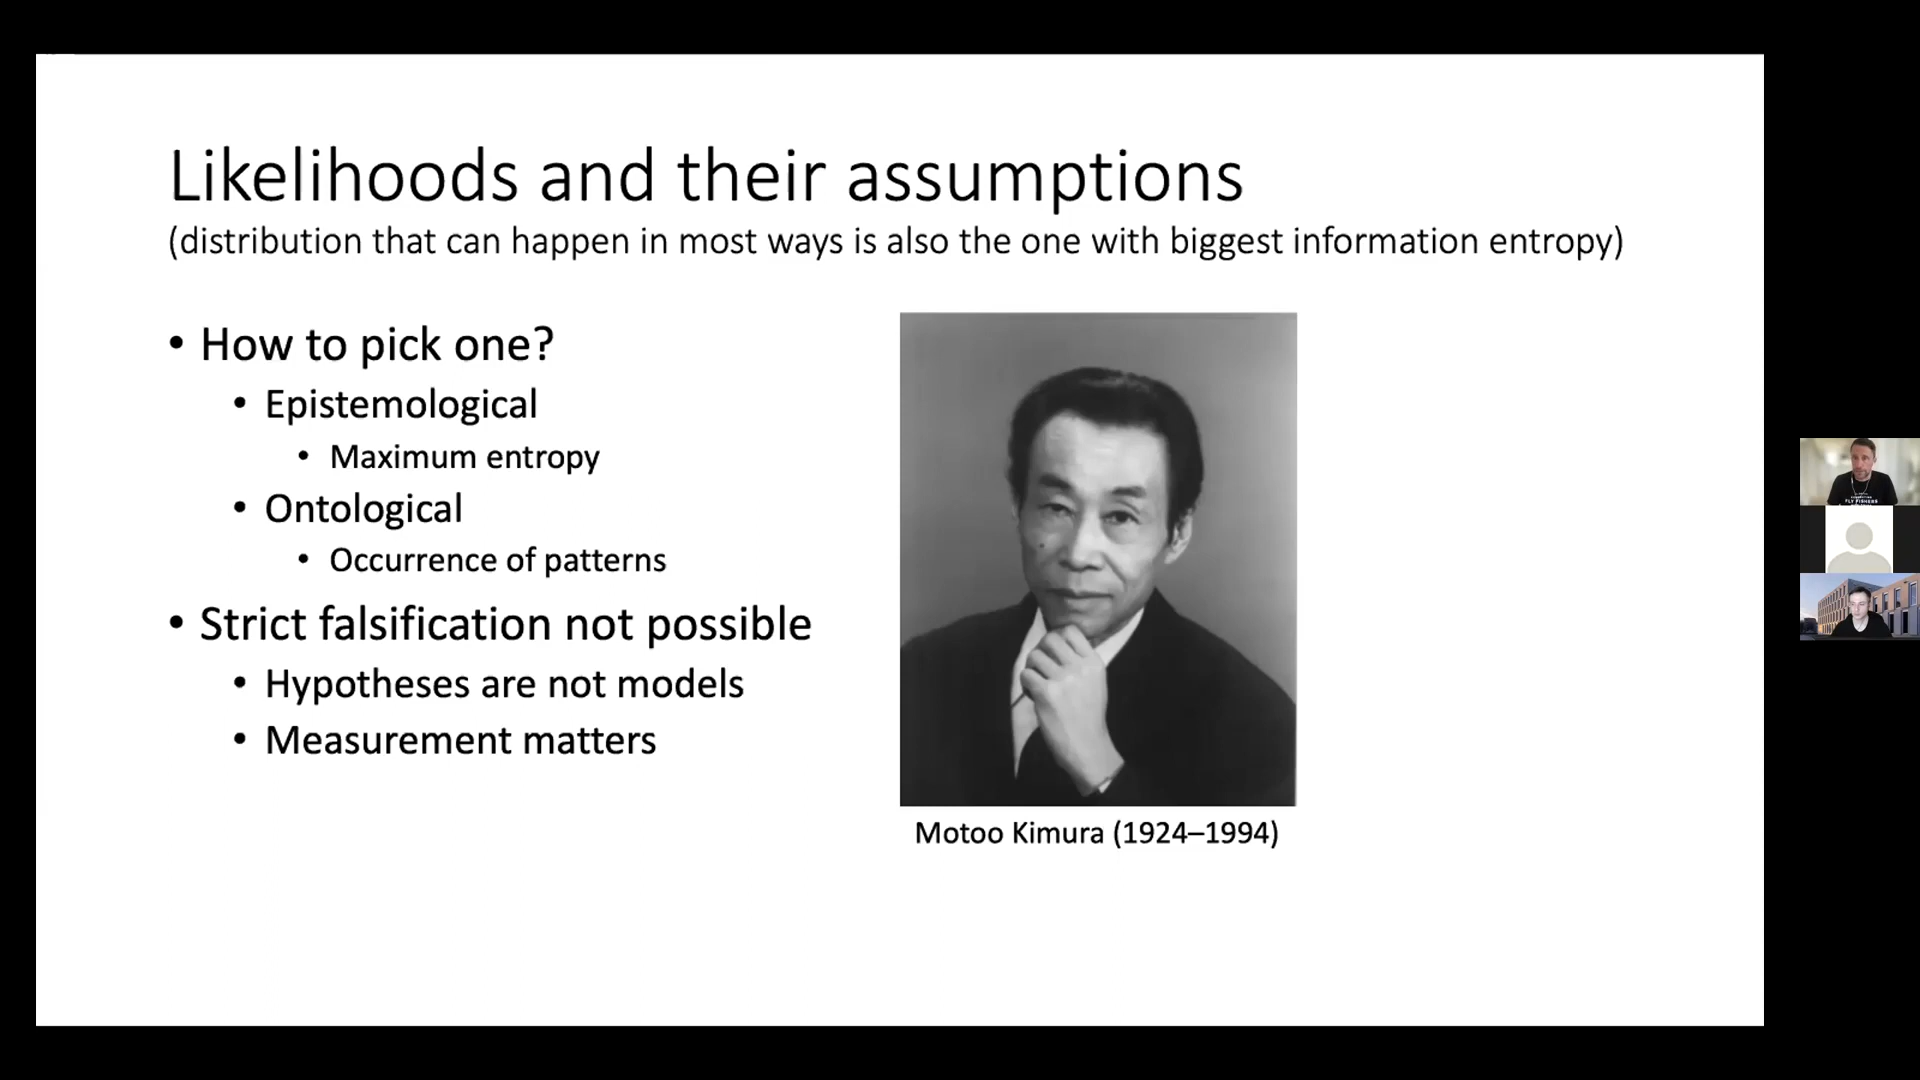 Likelihoods and their assumptions
(distribution that can happen in most ways is also the one with biggest information entropy)
• How to pick one?
• Epistemological
• Maximum entropy
• Ontological
• Occurrence of patterns
• Strict falsification not possible
• Hypotheses are not models
• Measurement matters
Motoo Kimura (1924–1994)
FLY FISHERS